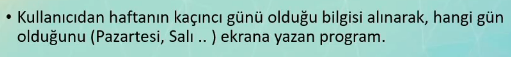 • Kullanıcıdan haftanın kaçıncı günü olduğu bilgisi alınarak, hangi gün
olduğunu (Pazartesi, Salı .. ) ekrana yazan program.